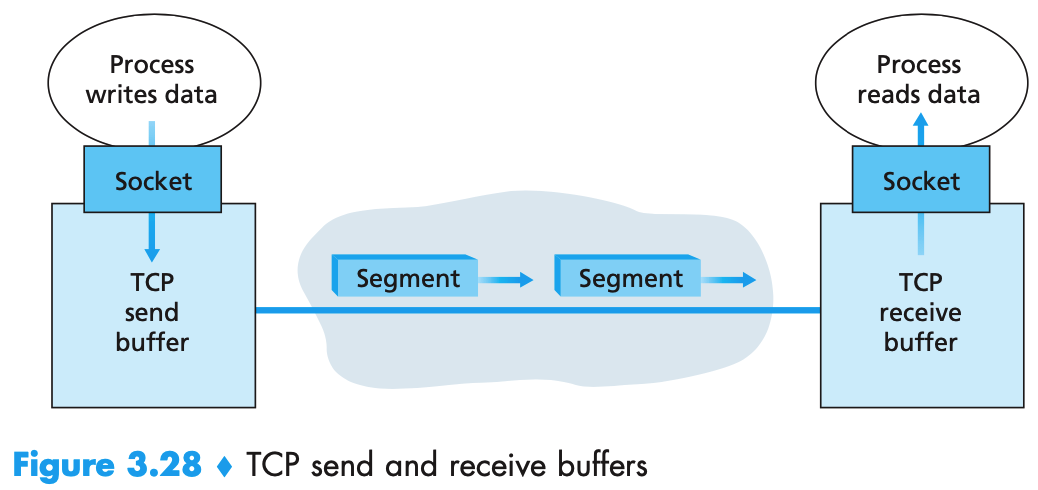 Process
writes data
Process
reads data
Socket
Socket
Segment
Segment
TCP
send
buffer
TCP
receive
buffer
Figure 3.28 ♦ TCP send and receive buffers